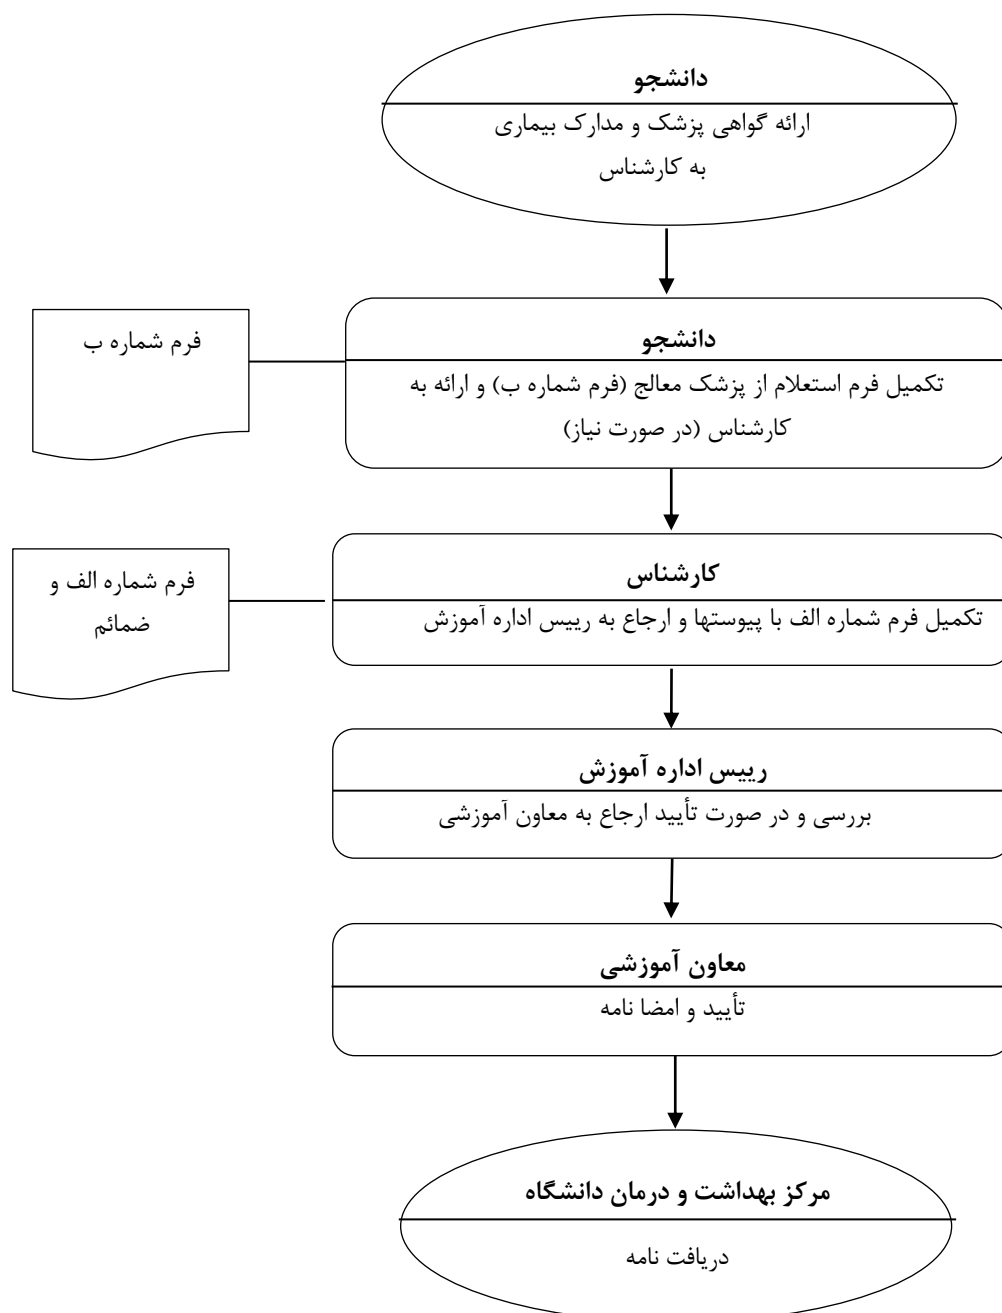 دانشجو
ارائه گواهی پزشک و مدارک بیماری
به کارشناس
دانشجو
تکمیل فرم استعلام از پزشک معالج (فرم شماره ب) و ارائه به
کارشناس (در صورت نیاز)
فرم شماره ب
کارشناس
تکمیل فرم شماره الف با پیوستها و ارجاع به رییس اداره آموزش
فرم شماره الف و
ضمائم
رییس اداره آموزش
بررسی و در صورت تأیید ارجاع به معاون آموزشی
معاون آموزشی
تأیید و امضا نامه
مرکز بهداشت و درمان دانشگاه
دریافت نامه